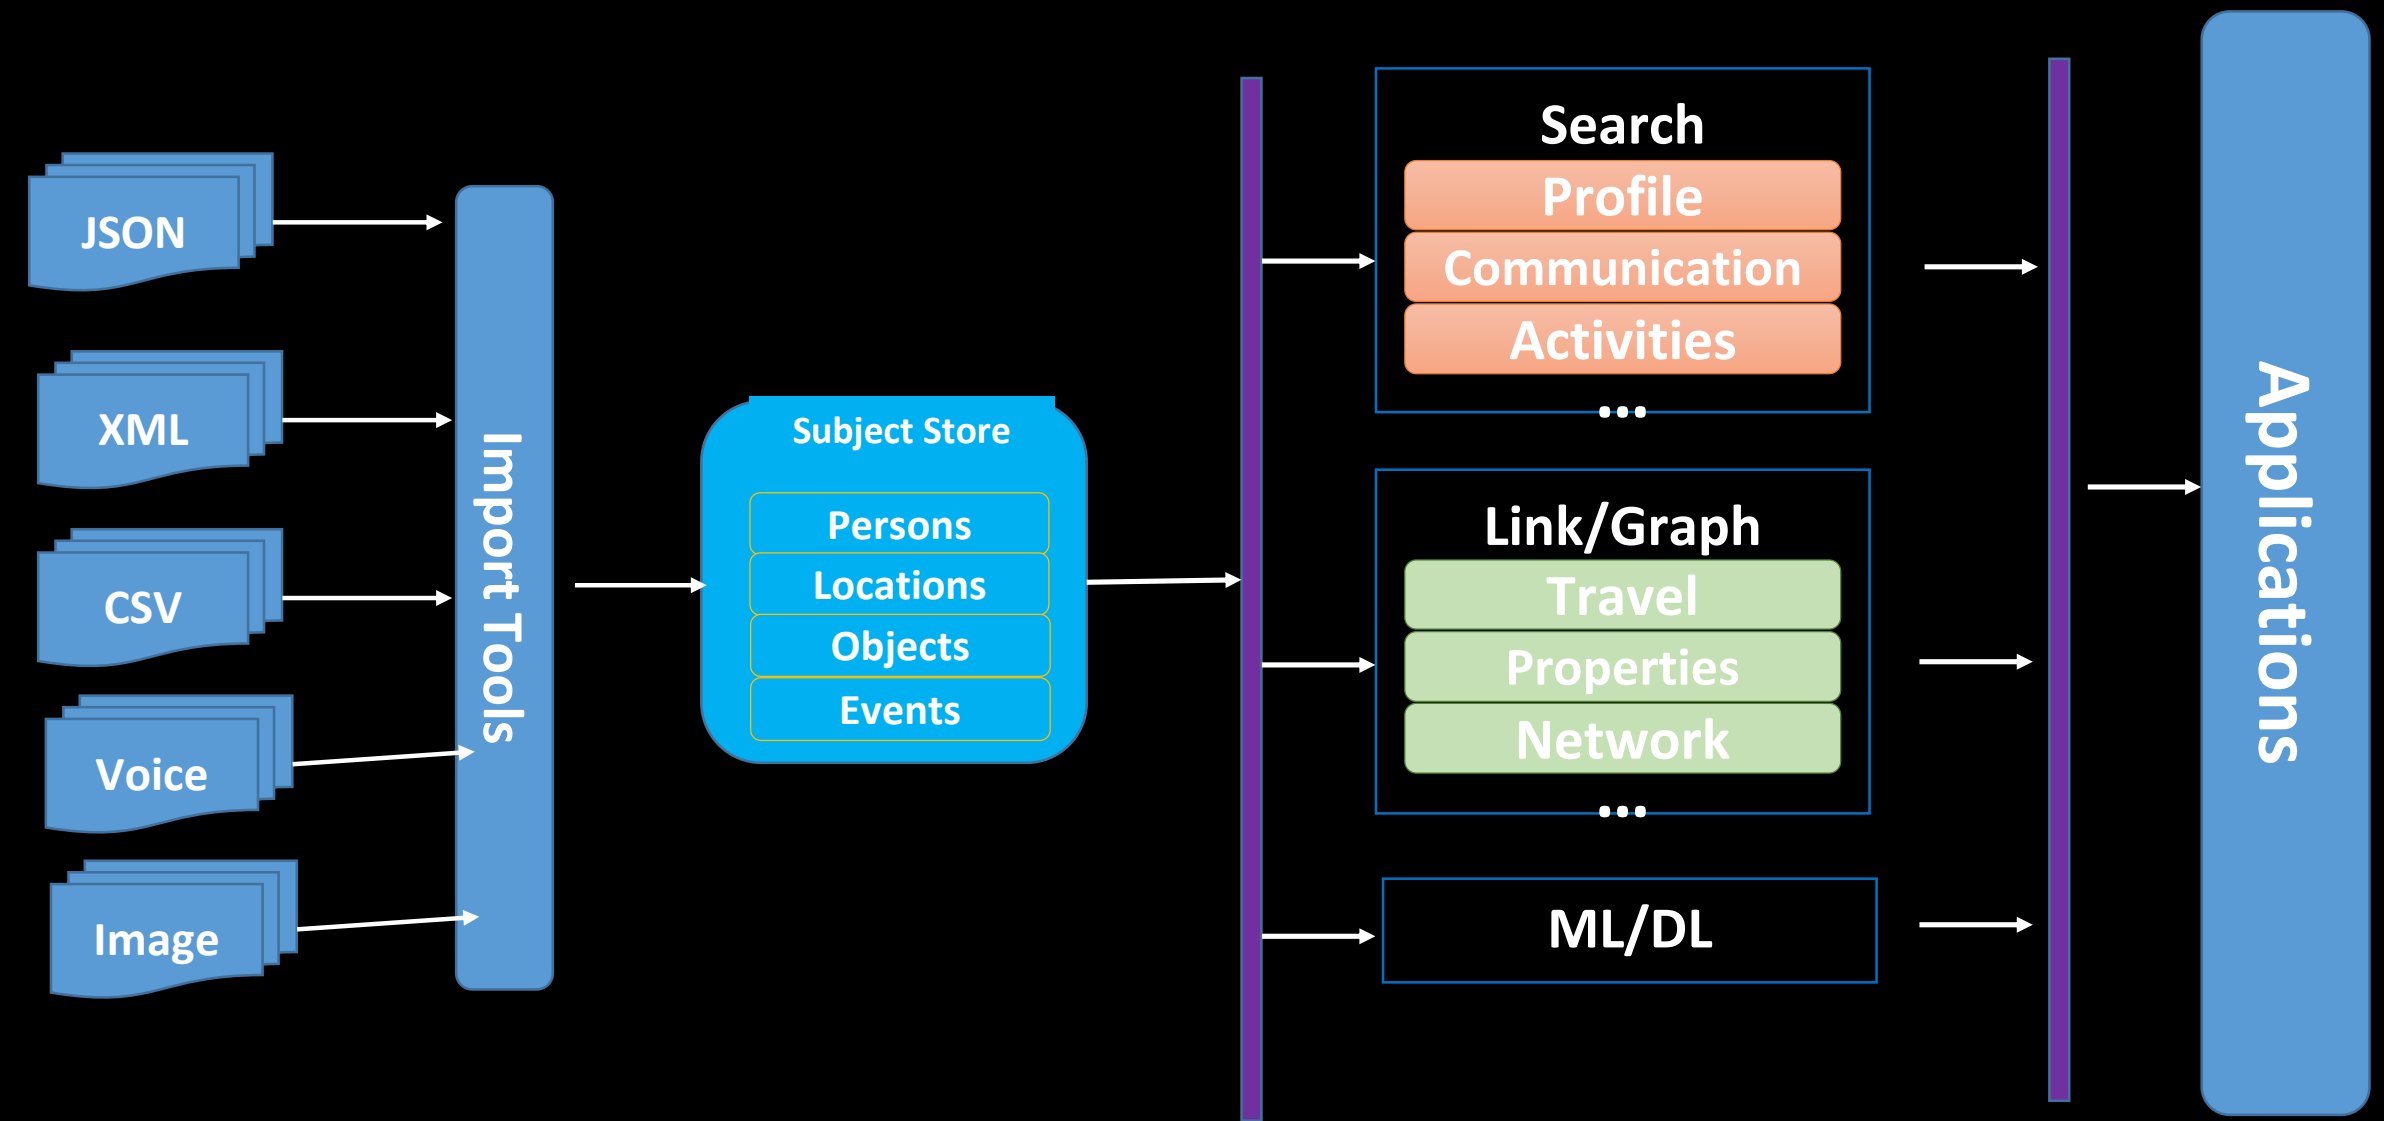 JSON
XML
CSV
Voice
Image
Import Tools
Subject Store
Persons
Locations
Objects
Events
Search
Profile
Communication
Activities
...
Link/Graph
Travel
Properties
Network
...
ML/DL
Applications